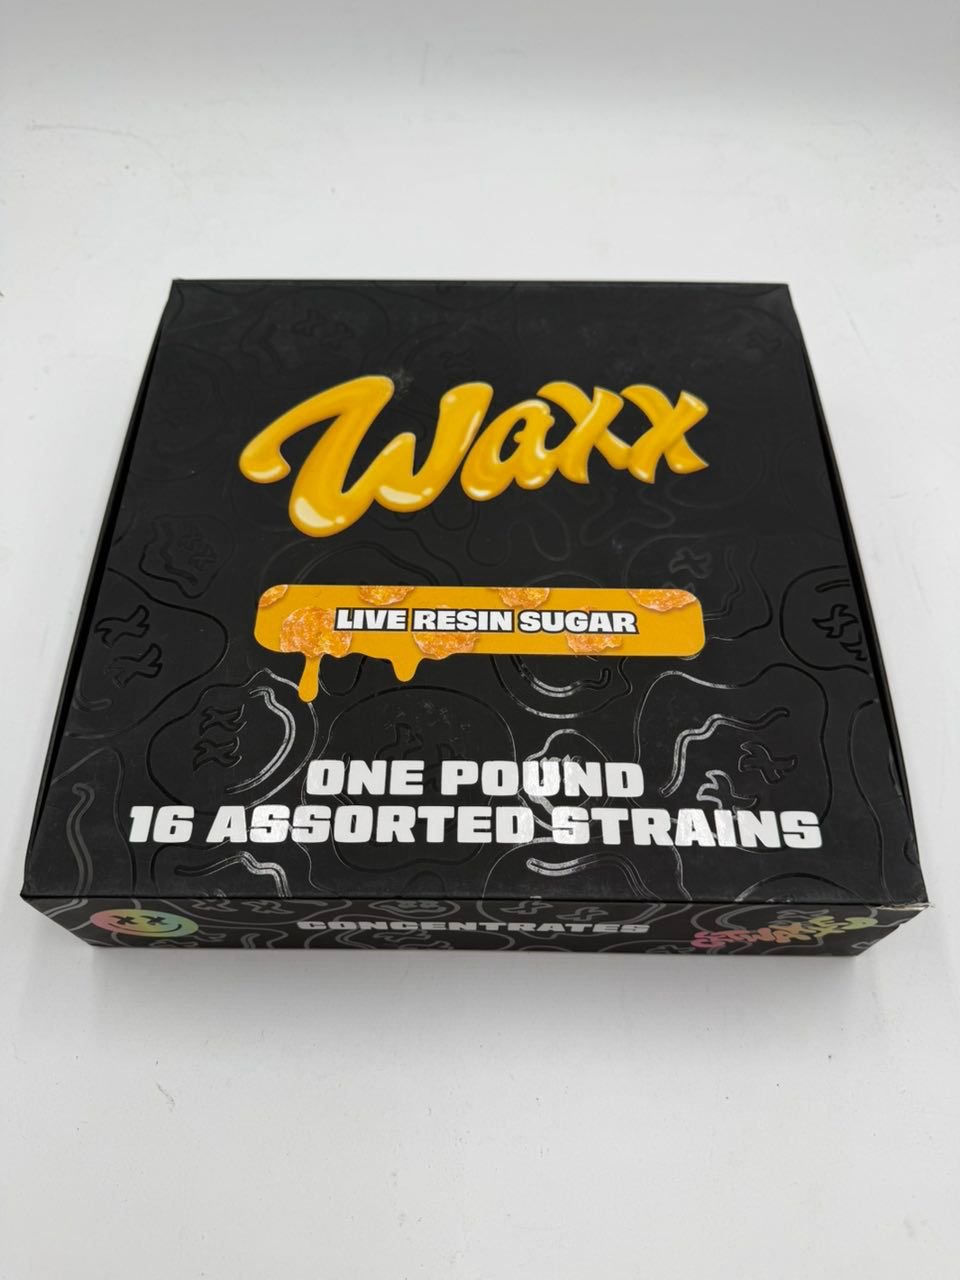 Waxx
LIVE RESIN SUGAR
ONE POUND
16 ASSORTED STRAINS
CONCENTRATES